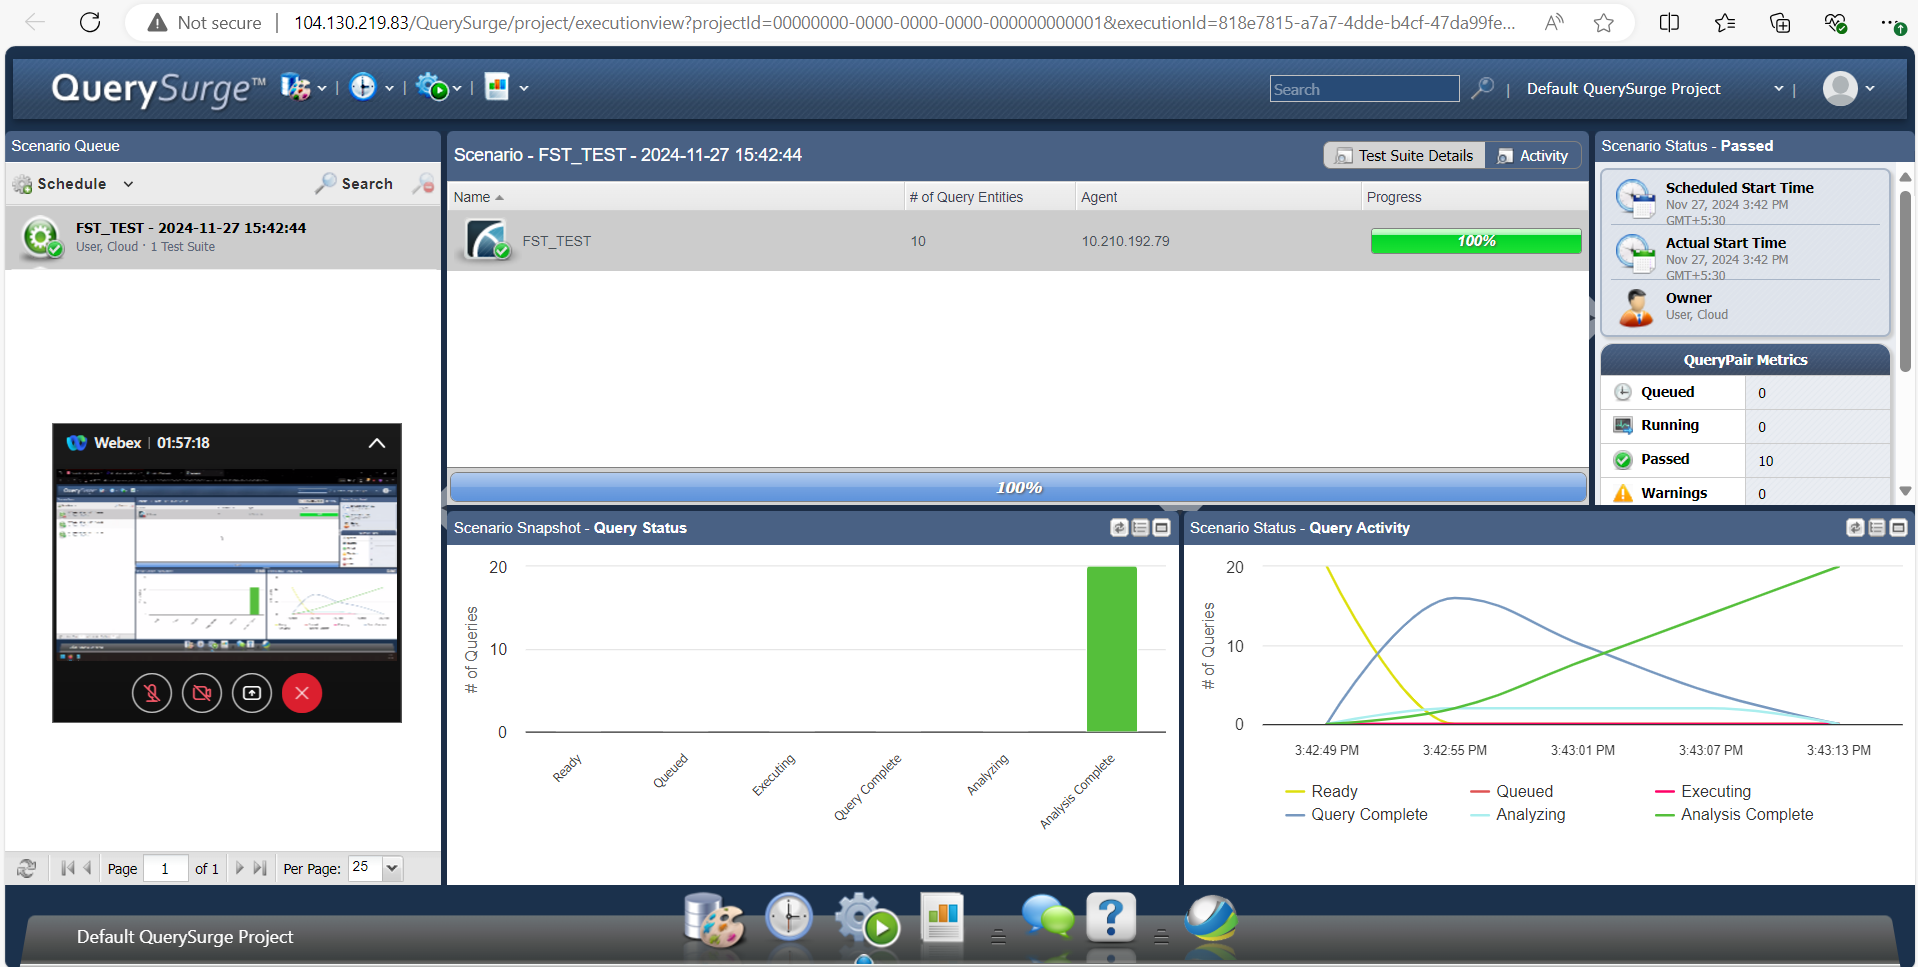 Not secure
104.130.219.83/QuerySurge/project/executionview?projectId=00000000-0000-0000-0000-000000000001&executionId=818e7815-a7a7-4dde-b4cf-47da99fe...
QuerySurge™
Search
Default QuerySurge Project
Scenario Queue
Schedule
Search
FST_TEST - 2024-11-27 15:42:44
User, Cloud · 1 Test Suite
Webex | 01:57:18
Page 1 of 1
Per Page: 25
Scenario - FST_TEST - 2024-11-27 15:42:44
Test Suite Details
Activity
Name # of Query Entities Agent Progress
FST_TEST 10 10.210.192.79 100%
100%
Scenario Status - Passed
Scheduled Start Time
Nov 27, 2024 3:42 PM
GMT+5:30
Actual Start Time
Nov 27, 2024 3:42 PM
GMT+5:30
Owner
User, Cloud
QueryPair Metrics
Queued 0
Running 0
Passed 10
Warnings 0
Scenario Snapshot - Query Status
20
10
0
# of Queries
Ready
Queued
Executing
Query Complete
Analyzing
Analysis Complete
Scenario Status - Query Activity
20
10
0
# of Queries
3:42:49 PM 3:42:55 PM 3:43:01 PM 3:43:07 PM 3:43:13 PM
Ready Queued Executing
Query Complete Analyzing Analysis Complete
Default QuerySurge Project